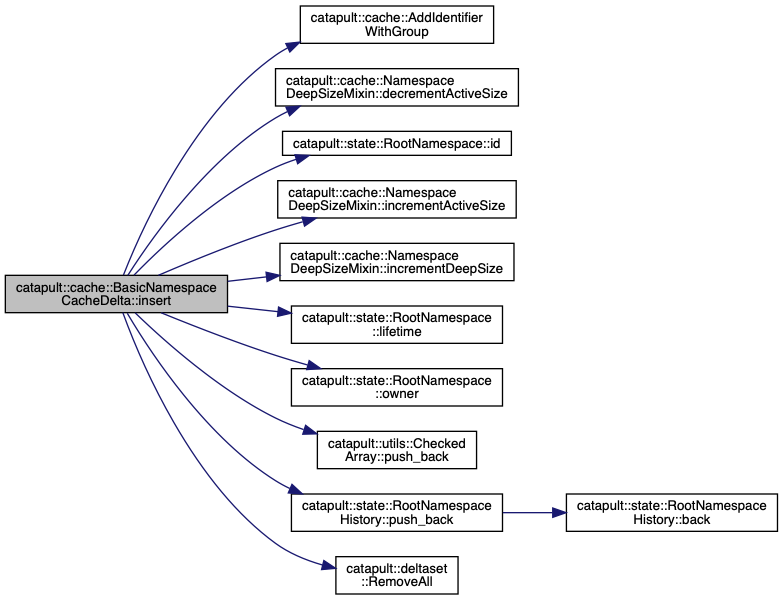 catapult::cache::AddIdentifier
WithGroup
catapult::cache::Namespace
DeepSizeMixin::decrementActiveSize
catapult::state::RootNamespace::id
catapult::cache::Namespace
DeepSizeMixin::incrementActiveSize
catapult::cache::Namespace
DeepSizeMixin::incrementDeepSize
catapult::cache::BasicNamespace
CacheDelta::insert
catapult::state::RootNamespace
::lifetime
catapult::state::RootNamespace
::owner
catapult::utils::Checked
Array::push_back
catapult::state::RootNamespace
History::push_back
catapult::state::RootNamespace
History::back
catapult::deltaset
::RemoveAll